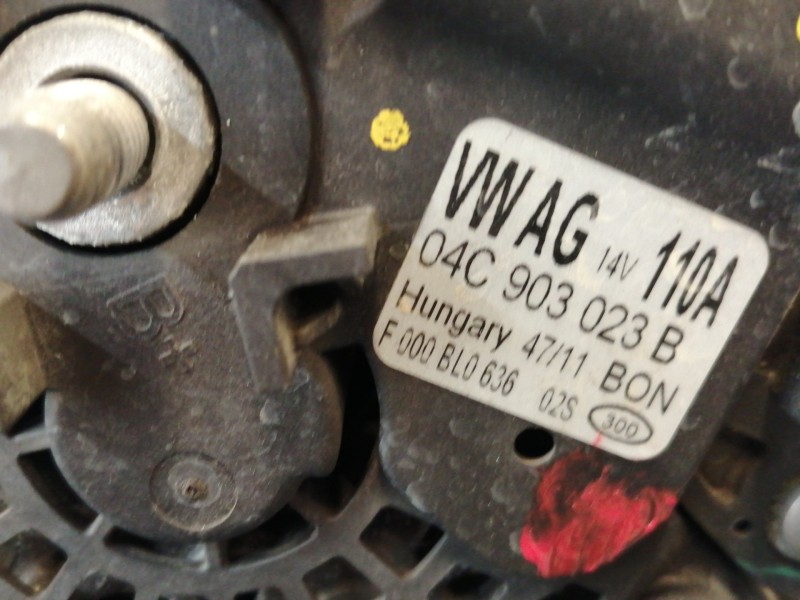 VW AG 14V 110A
04C 903 023 B
Hungary 47/11 BON
F 000 BL0 636 02S 300
B+